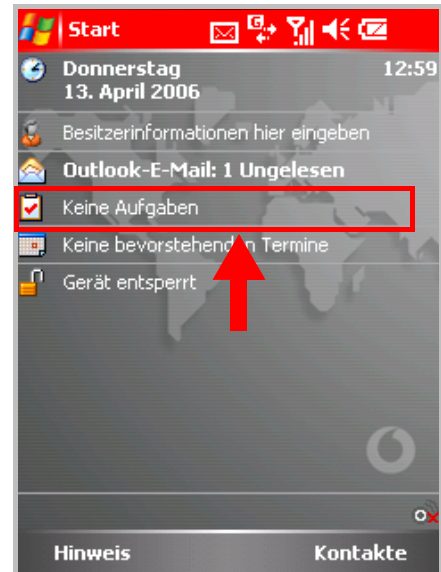 Start
G
Donnerstag 12:59
13. April 2006
Besitzerinformationen hier eingeben
Outlook-E-Mail: 1 Ungelesen
Keine Aufgaben
Keine bevorstehenden Termine
Gerät entsperrt
Hinweis Kontakte